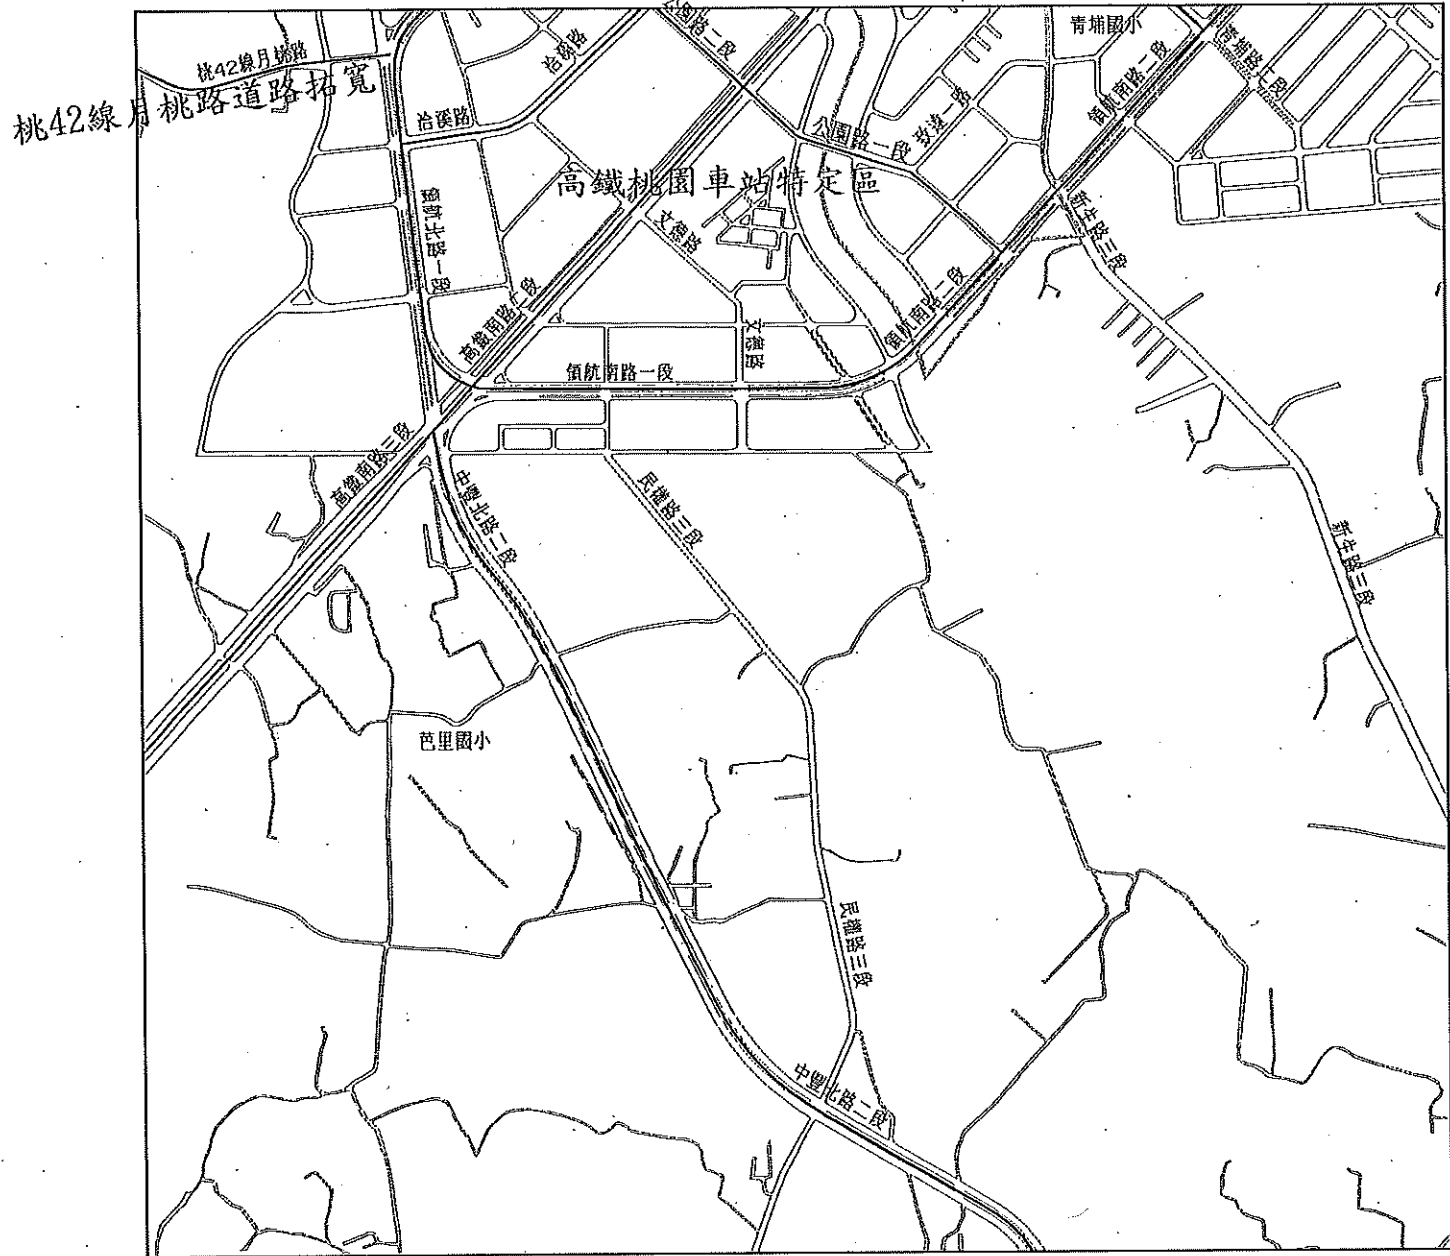 公園路二段
青埔國小
桃42線月桃路
洽溪路
領航南路二段
青埔路一段
桃42線月桃路道路拓寬
洽溪路
公園路一段
致遠一路
高鐵桃園車站特定區
領航北路一段
文德路
新生路三段
高鐵南路二段
文德路
領航南路二段
領航南路一段
高鐵南路三段
中豐北路二段
民權路三段
新生路三段
芭里國小
民權路三段
中豐北路二段